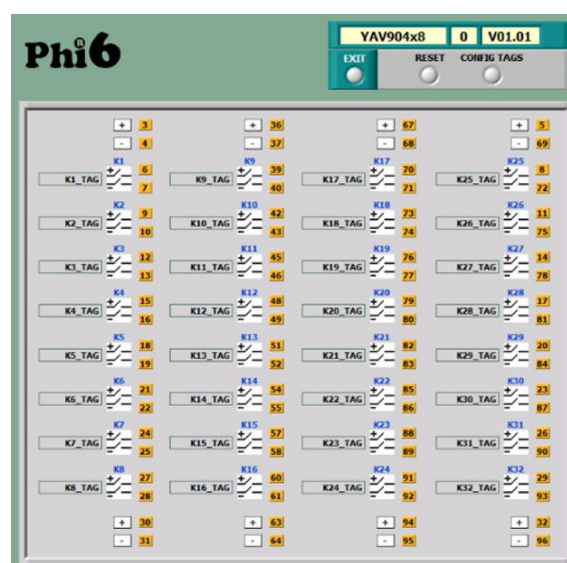 Phi6®
YAV904x8 0 V01.01
EXIT RESET CONFIG TAGS
+ 3 + 36 + 67 + 5
- 4 - 37 - 68 - 69
K1 K9 K17 K25
K1_TAG 6 K9_TAG 39 K17_TAG 70 K25_TAG 8
7 40 71 72
K2 K10 K18 K26
K2_TAG 9 K10_TAG 42 K18_TAG 73 K26_TAG 11
10 43 74 75
K3 K11 K19 K27
K3_TAG 12 K11_TAG 45 K19_TAG 76 K27_TAG 14
13 46 77 78
K4 K12 K20 K28
K4_TAG 15 K12_TAG 48 K20_TAG 79 K28_TAG 17
16 49 80 81
K5 K13 K21 K29
K5_TAG 18 K13_TAG 51 K21_TAG 82 K29_TAG 20
19 52 83 84
K6 K14 K22 K30
K6_TAG 21 K14_TAG 54 K22_TAG 85 K30_TAG 23
22 55 86 87
K7 K15 K23 K31
K7_TAG 24 K15_TAG 57 K23_TAG 88 K31_TAG 26
25 58 89 90
K8 K16 K24 K32
K8_TAG 27 K16_TAG 60 K24_TAG 91 K32_TAG 29
28 61 92 93
+ 30 + 63 + 94 + 32
- 31 - 64 - 95 - 96